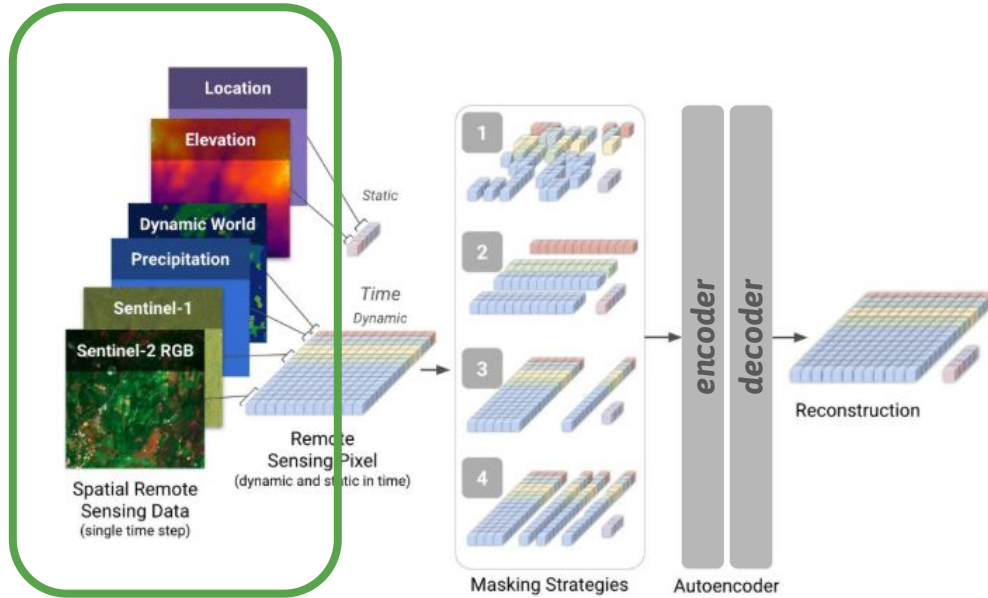 Location
Elevation
Dynamic World
Precipitation
Sentinel-1
Sentinel-2 RGB
Spatial Remote
Sensing Data
(single time step)
Static
Time
Dynamic
Remote
Sensing Pixel
(dynamic and static in time)
1
2
3
4
Masking Strategies
encoder
decoder
Autoencoder
Reconstruction